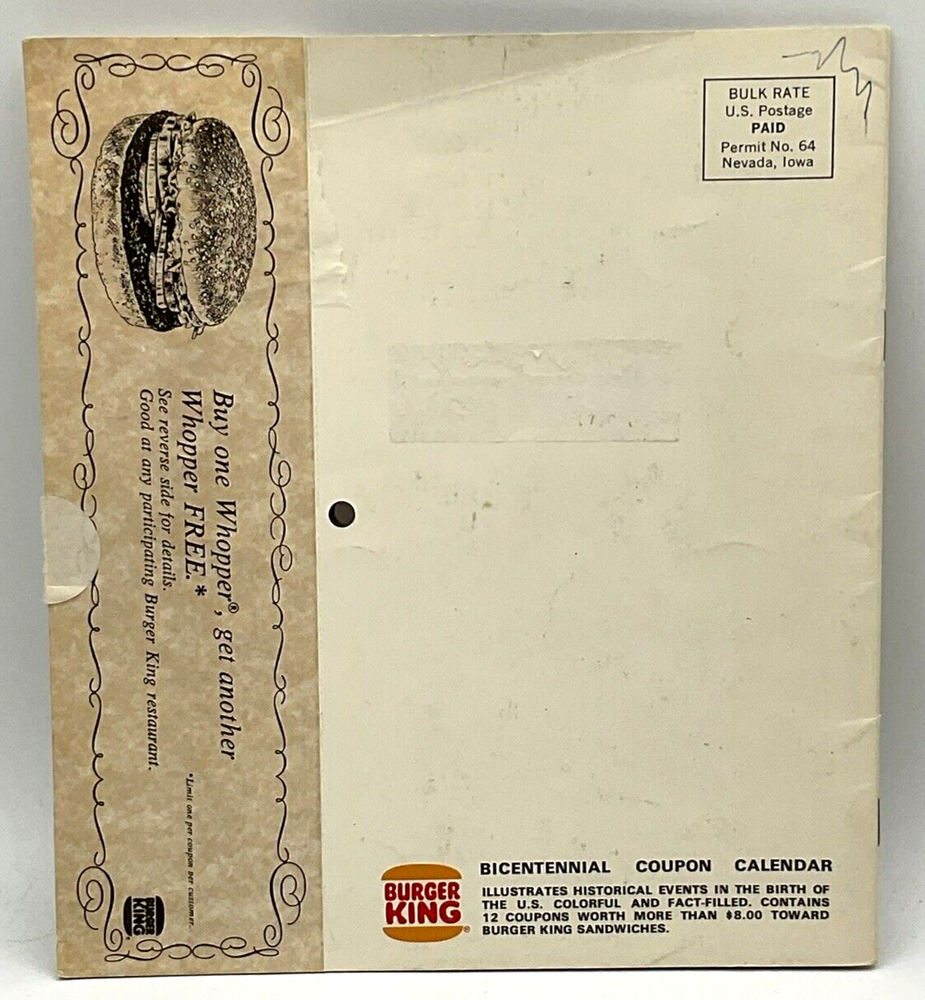 BULK RATE
U.S. Postage
PAID
Permit No. 64
Nevada, Iowa
Buy one Whopper®, get another
Whopper FREE.*
See reverse side for details.
Good at any participating Burger King restaurant.
*Limit one per coupon per customer.
BURGER
KING
BURGER
KING®
BICENTENNIAL COUPON CALENDAR
ILLUSTRATES HISTORICAL EVENTS IN THE BIRTH OF
THE U.S. COLORFUL AND FACT-FILLED. CONTAINS
12 COUPONS WORTH MORE THAN $8.00 TOWARD
BURGER KING SANDWICHES.